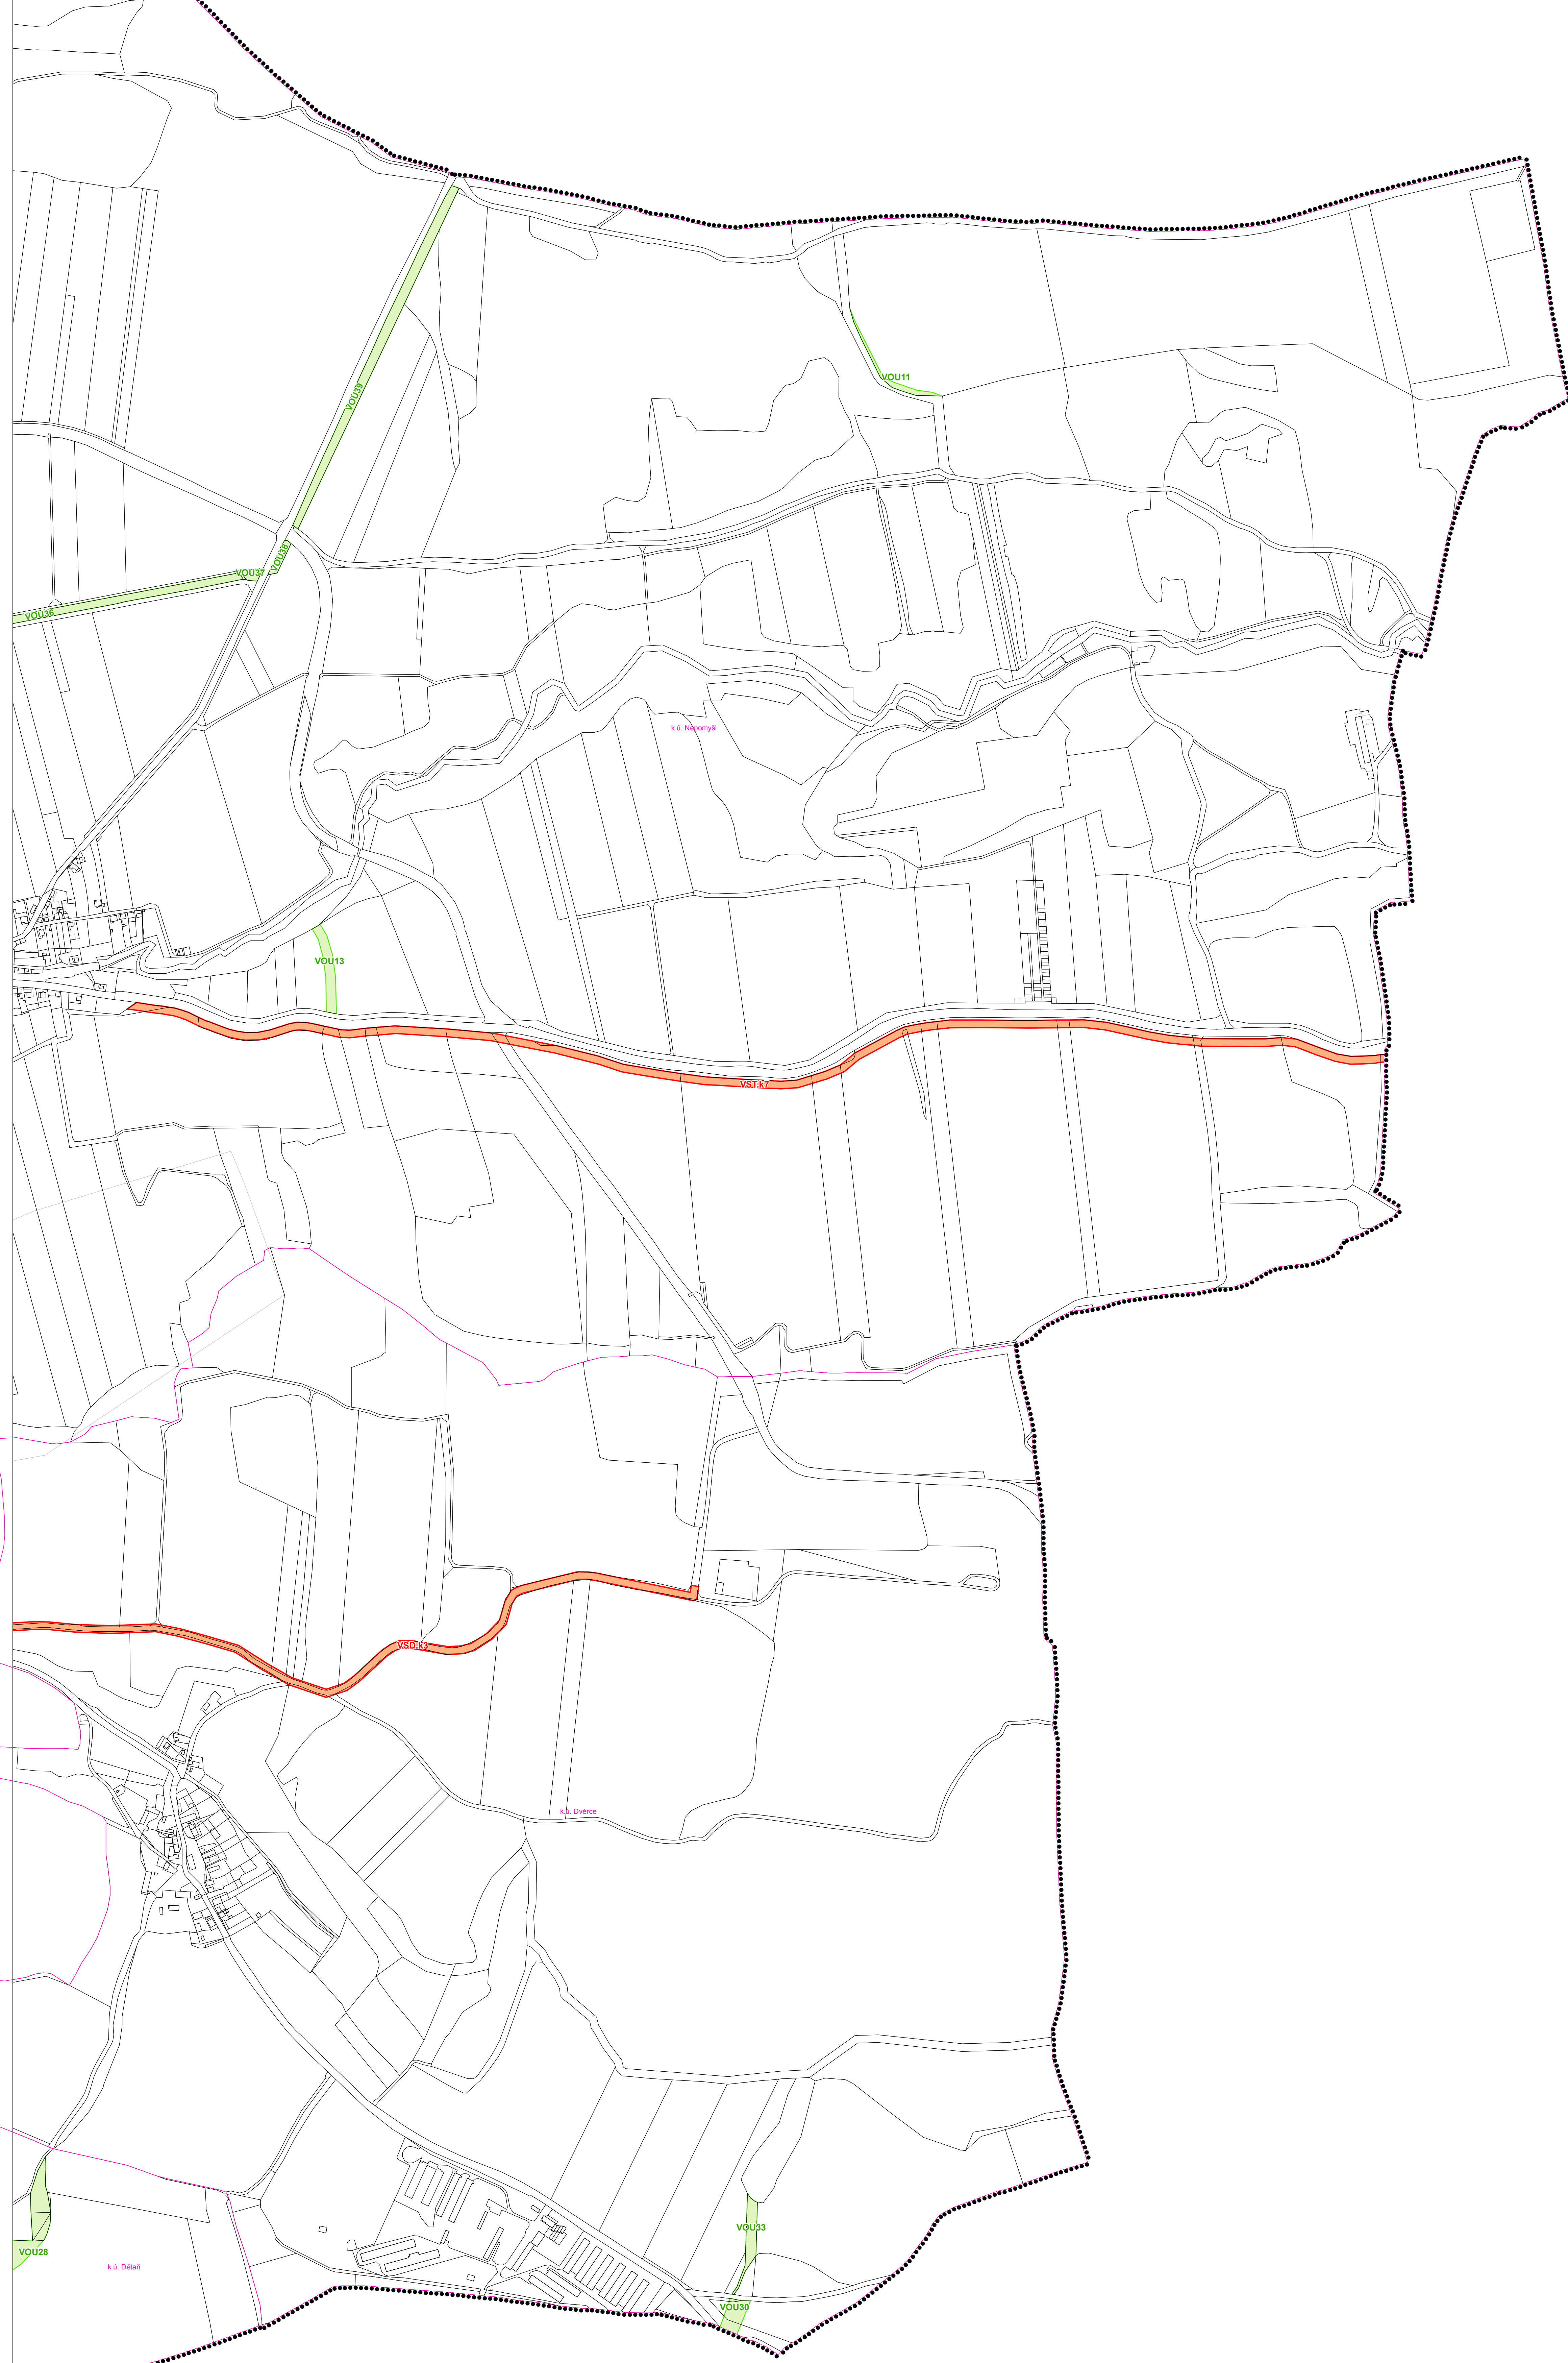 VOU11
VOU39
VOU38
VOU37
VOU36
k.ú. Nepomyšl
VOU13
VST.k7
VSD.k3
k.ú. Dvérce
VOU33
VOU28
k.ú. Dětaň
VOU30